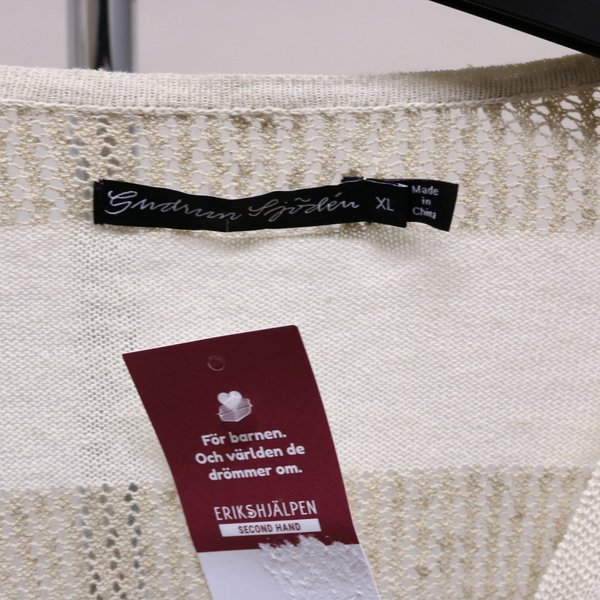 Gudrun Sjödén
XL
Made
in
China
För barnen.
Och världen de
drömmer om.
ERIKSHJÄLPEN
SECOND HAND